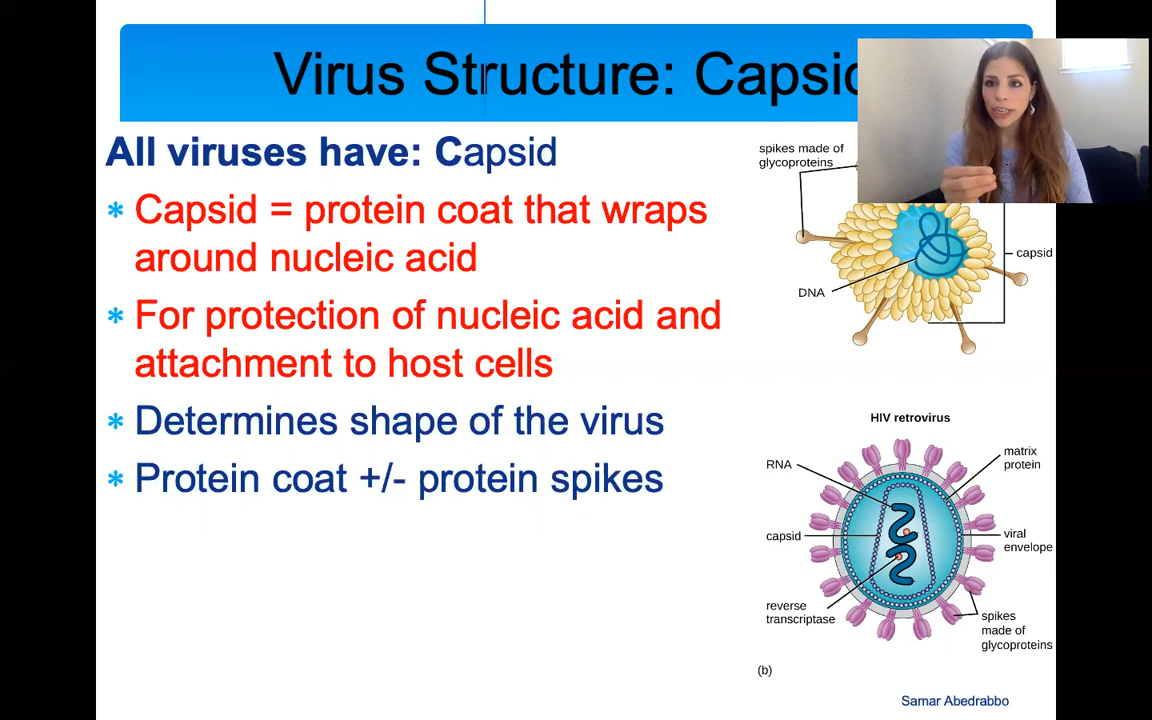 Virus Structure: Capsid
All viruses have: Capsid
* Capsid = protein coat that wraps
around nucleic acid
* For protection of nucleic acid and
attachment to host cells
* Determines shape of the virus
* Protein coat +/- protein spikes
spikes made of
glycoproteins
capsid
DNA
HIV retrovirus
RNA
matrix
protein
capsid
viral
envelope
reverse
transcriptase
spikes
made of
glycoproteins
(b)
Samar Abedrabbo